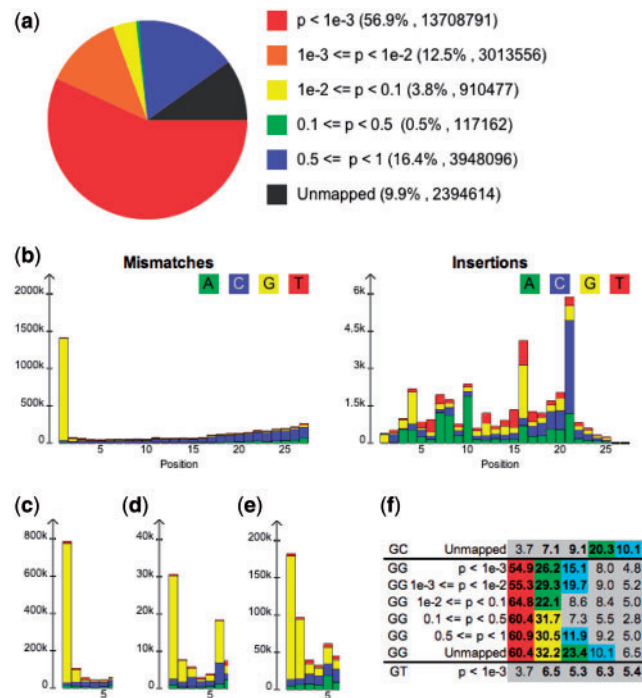 (a)
p < 1e-3 (56.9% , 13708791)
1e-3 <= p < 1e-2 (12.5% , 3013556)
1e-2 <= p < 0.1 (3.8% , 910477)
0.1 <= p < 0.5 (0.5% , 117162)
0.5 <= p < 1 (16.4% , 3948096)
Unmapped (9.9% , 2394614)
(b)
Mismatches
A C G T
2000k
1500k
1000k
500k
0
5 10 15 20 25
Position
Insertions
A C G T
6k
4.5k
3k
1.5k
0
5 10 15 20 25
Position
(c)
800k
600k
400k
200k
0
5
(d)
40k
30k
20k
10k
0
5
(e)
200k
150k
100k
50k
0
5
(f)
GC Unmapped 3.7 7.1 9.1 20.3 10.1
GG p < 1e-3 54.9 26.2 15.1 8.0 4.8
GG 1e-3 <= p < 1e-2 55.3 29.3 19.7 9.0 5.2
GG 1e-2 <= p < 0.1 64.8 22.1 8.6 8.4 5.0
GG 0.1 <= p < 0.5 60.4 31.7 7.3 5.5 2.8
GG 0.5 <= p < 1 60.9 30.5 11.9 9.2 5.0
GG Unmapped 60.4 32.2 23.4 10.1 6.5
GT p < 1e-3 3.7 6.5 5.3 6.3 5.4